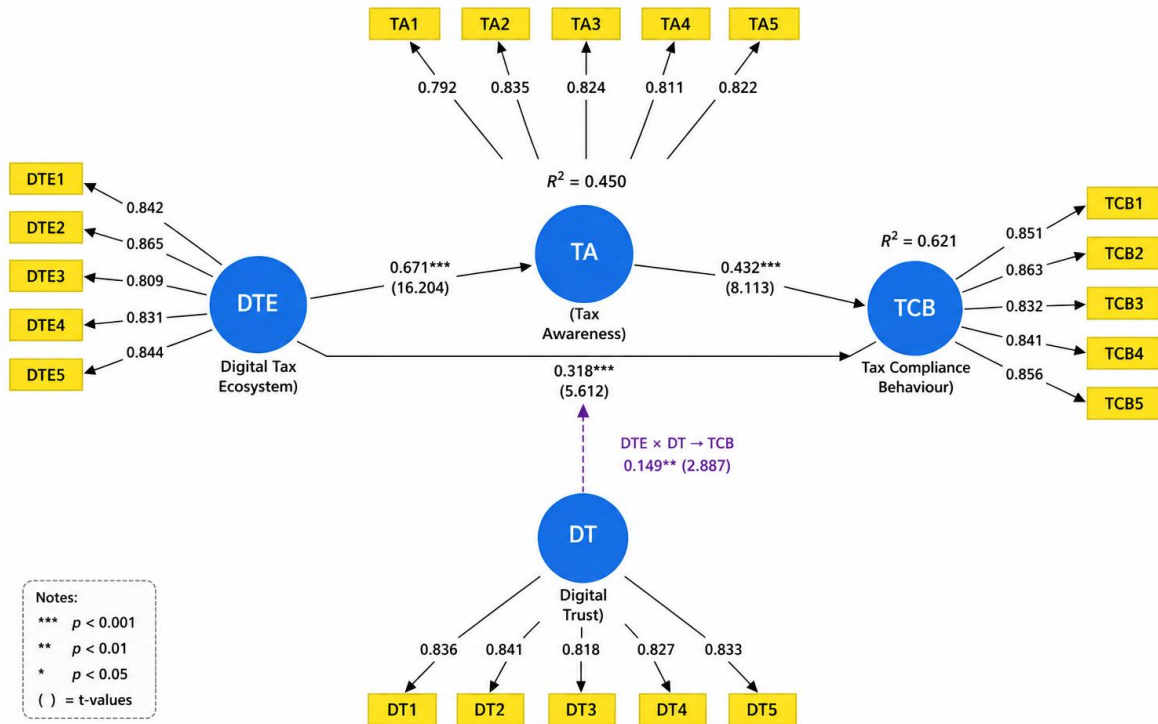 TA1 TA2 TA3 TA4 TA5
0.792 0.835 0.824 0.811 0.822
R² = 0.450
TA
(Tax
Awareness)
DTE1
DTE2
DTE3
DTE4
DTE5
0.842
0.865
0.809
0.831
0.844
DTE
Digital Tax
Ecosystem)
0.671***
(16.204)
0.432***
(8.113)
R² = 0.621
TCB
Tax Compliance
Behaviour)
0.851
0.863
0.832
0.841
0.856
TCB1
TCB2
TCB3
TCB4
TCB5
0.318***
(5.612)
DTE × DT → TCB
0.149** (2.887)
DT
Digital
Trust)
0.836 0.841 0.818 0.827 0.833
DT1 DT2 DT3 DT4 DT5
Notes:
*** p < 0.001
** p < 0.01
* p < 0.05
( ) = t-values